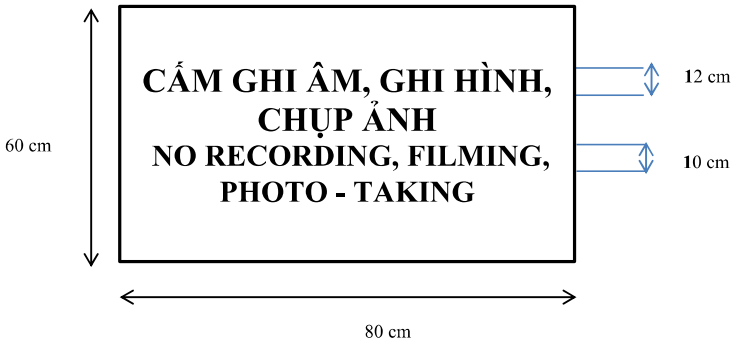 CẤM GHI ÂM, GHI HÌNH,
12 cm
CHỤP ẢNH
60 cm
NO RECORDING, FILMING,
10 cm
PHOTO - TAKING
80 cm